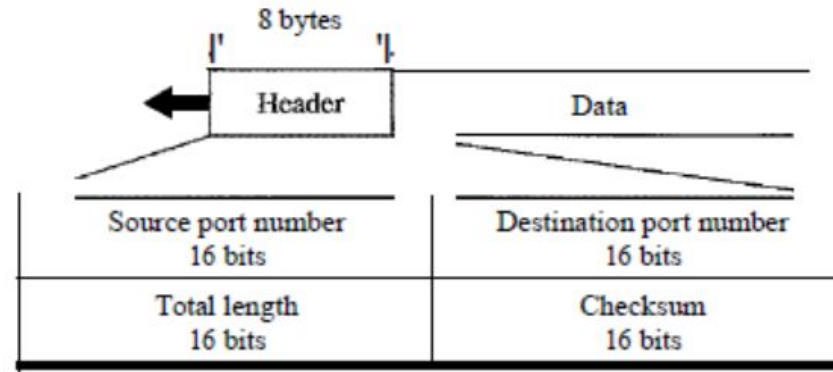 8 bytes
Header
Data
Source port number
16 bits
Destination port number
16 bits
Total length
16 bits
Checksum
16 bits